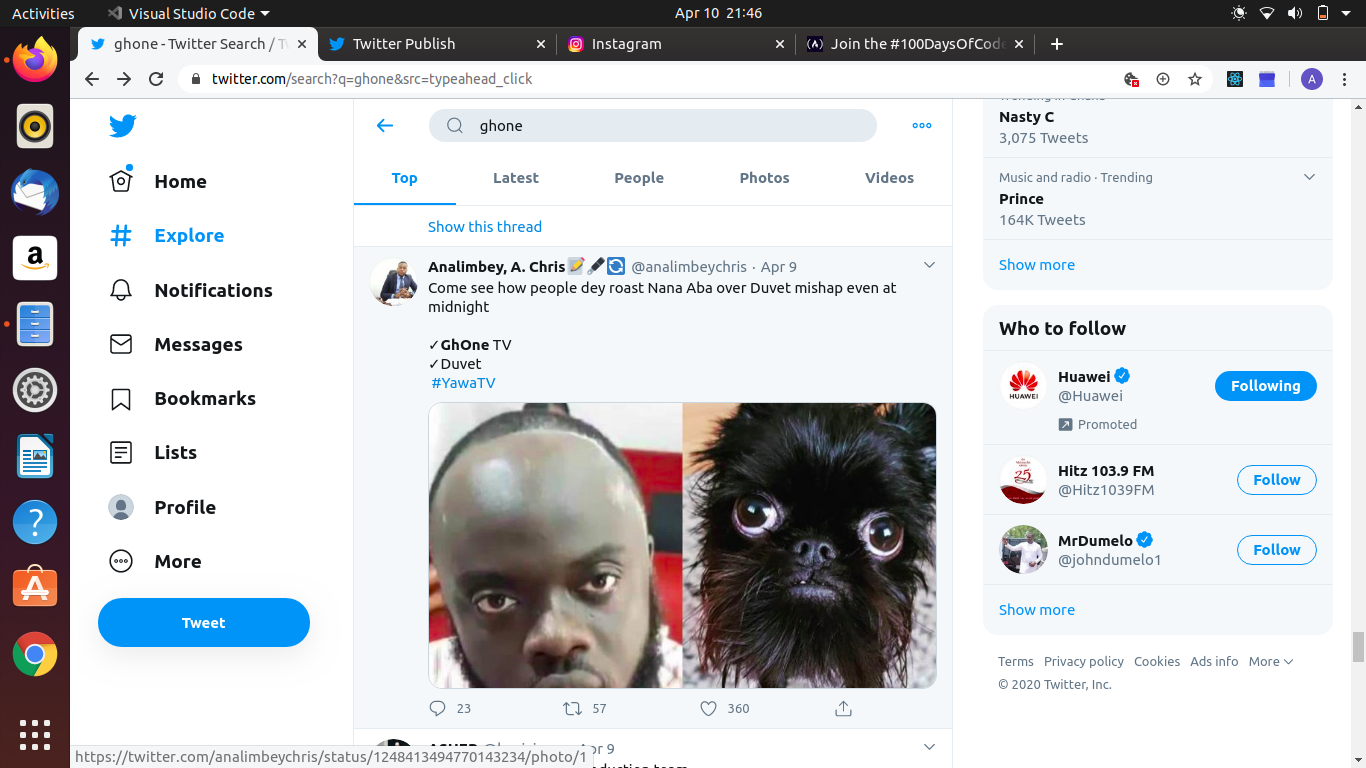 Activities
Visual Studio Code
Apr 10 21:46
ghone - Twitter Search / Tw
Twitter Publish
Instagram
Join the #100DaysOfCode
twitter.com/search?q=ghone&src=typeahead_click
A
Home
Explore
Notifications
Messages
Bookmarks
Lists
Profile
More
Tweet
ghone
Top
Latest
People
Photos
Videos
Show this thread
Analimbey, A. Chris @analimbeychris · Apr 9
Come see how people dey roast Nana Aba over Duvet mishap even at
midnight
✓GhOne TV
✓Duvet
#YawaTV
23
57
360
Apr 9
https://twitter.com/analimbeychris/status/1248413494770143234/photo/1
Nasty C
3,075 Tweets
Music and radio · Trending
Prince
164K Tweets
Show more
Who to follow
Huawei
@Huawei
Following
Promoted
HUAWEI
Hitz 103.9 FM
@Hitz1039FM
Follow
25
MrDumelo
@johndumelo1
Follow
Show more
Terms Privacy policy Cookies Ads info More
© 2020 Twitter, Inc.